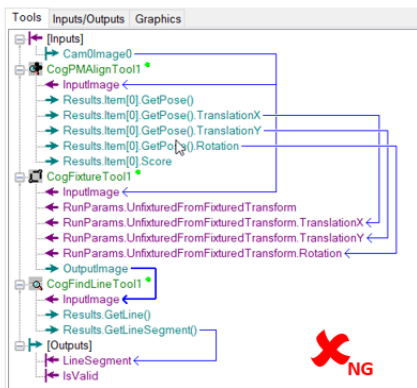 Tools Inputs/Outputs Graphics
[Inputs]
Cam0Image0
CogPMAlignTool1
InputImage
Results.Item[0].GetPose()
Results.Item[0].GetPose().TranslationX
Results.Item[0].GetPose().TranslationY
Results.Item[0].GetPose().Rotation
Results.Item[0].Score
CogFixtureTool1
InputImage
RunParams.UnfixturedFromFixturedTransform
RunParams.UnfixturedFromFixturedTransform.TranslationX
RunParams.UnfixturedFromFixturedTransform.TranslationY
RunParams.UnfixturedFromFixturedTransform.Rotation
OutputImage
CogFindLineTool1
InputImage
Results.GetLine()
Results.GetLineSegment()
[Outputs]
LineSegment
IsValid
NG